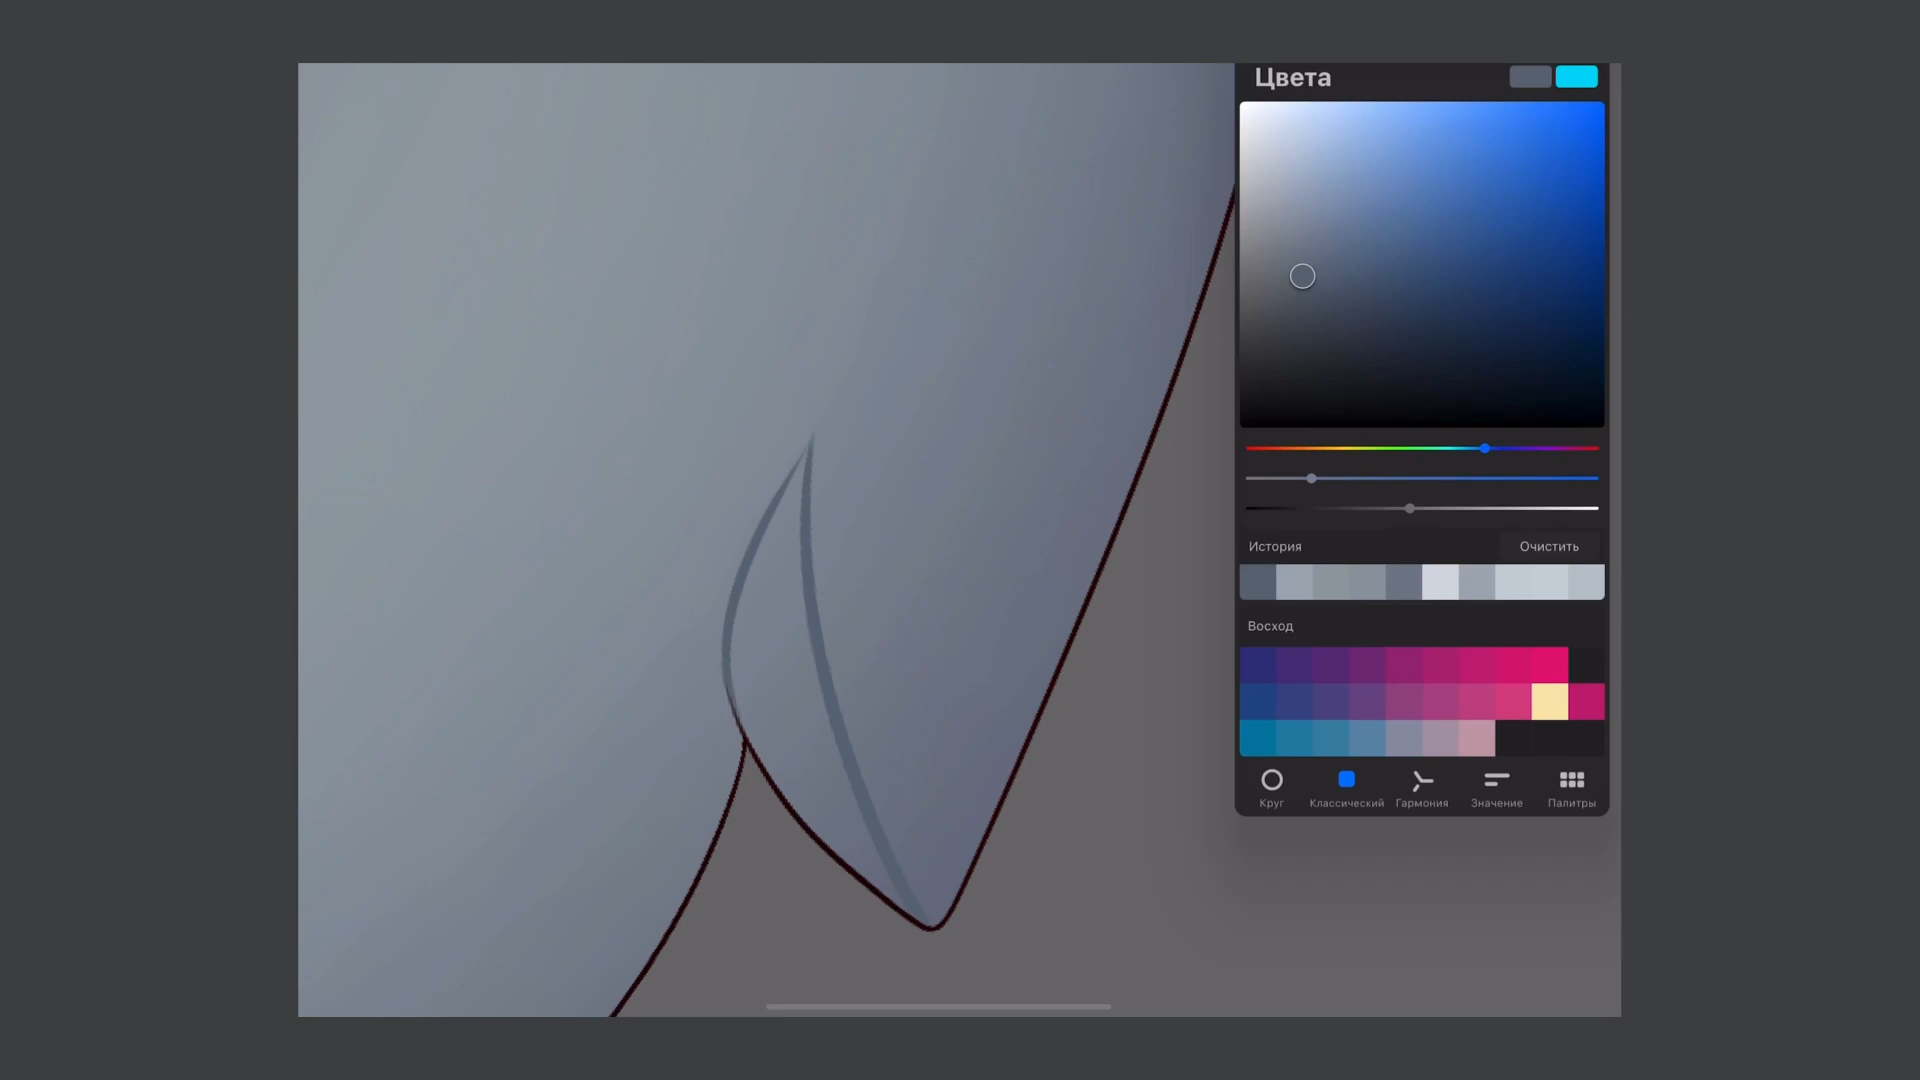 Цвета
История
Очистить
Восход
Круг
Классический
Гармония
Значение
Палитры